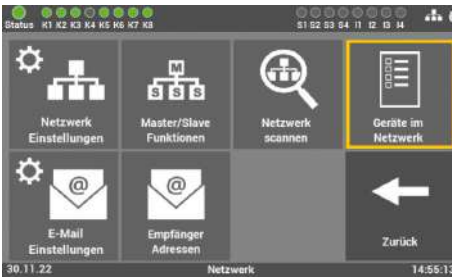 Status K1 K2 K3 K4 K5 K6 K7 K8 S1 S2 S3 S4 I1 I2 I3 I4
Netzwerk
Einstellungen
M
S S S
Master/Slave
Funktionen
Netzwerk
scannen
Geräte im
Netzwerk
@
E-Mail
Einstellungen
@
Empfänger
Adressen
Zurück
30.11.22 Netzwerk 14:55:13